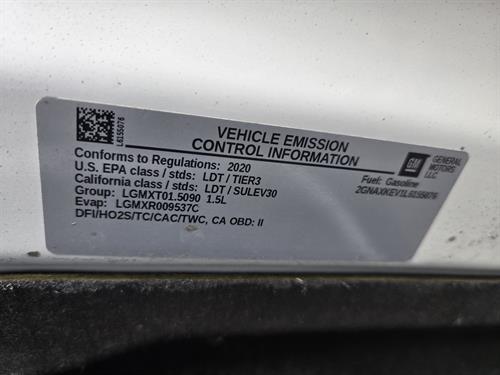 L6155076
VEHICLE EMISSION
CONTROL INFORMATION
Conforms to Regulations: 2020
U.S. EPA class / stds: LDT / TIER3
California class / stds: LDT / SULEV30
Group: LGMXT01.5090 1.5L
Evap: LGMXR009537C
DFI/HO2S/TC/CAC/TWC, CA OBD: II
GM
GENERAL
MOTORS
LLC
Fuel: Gasoline
2GNAXKEV1L6155076